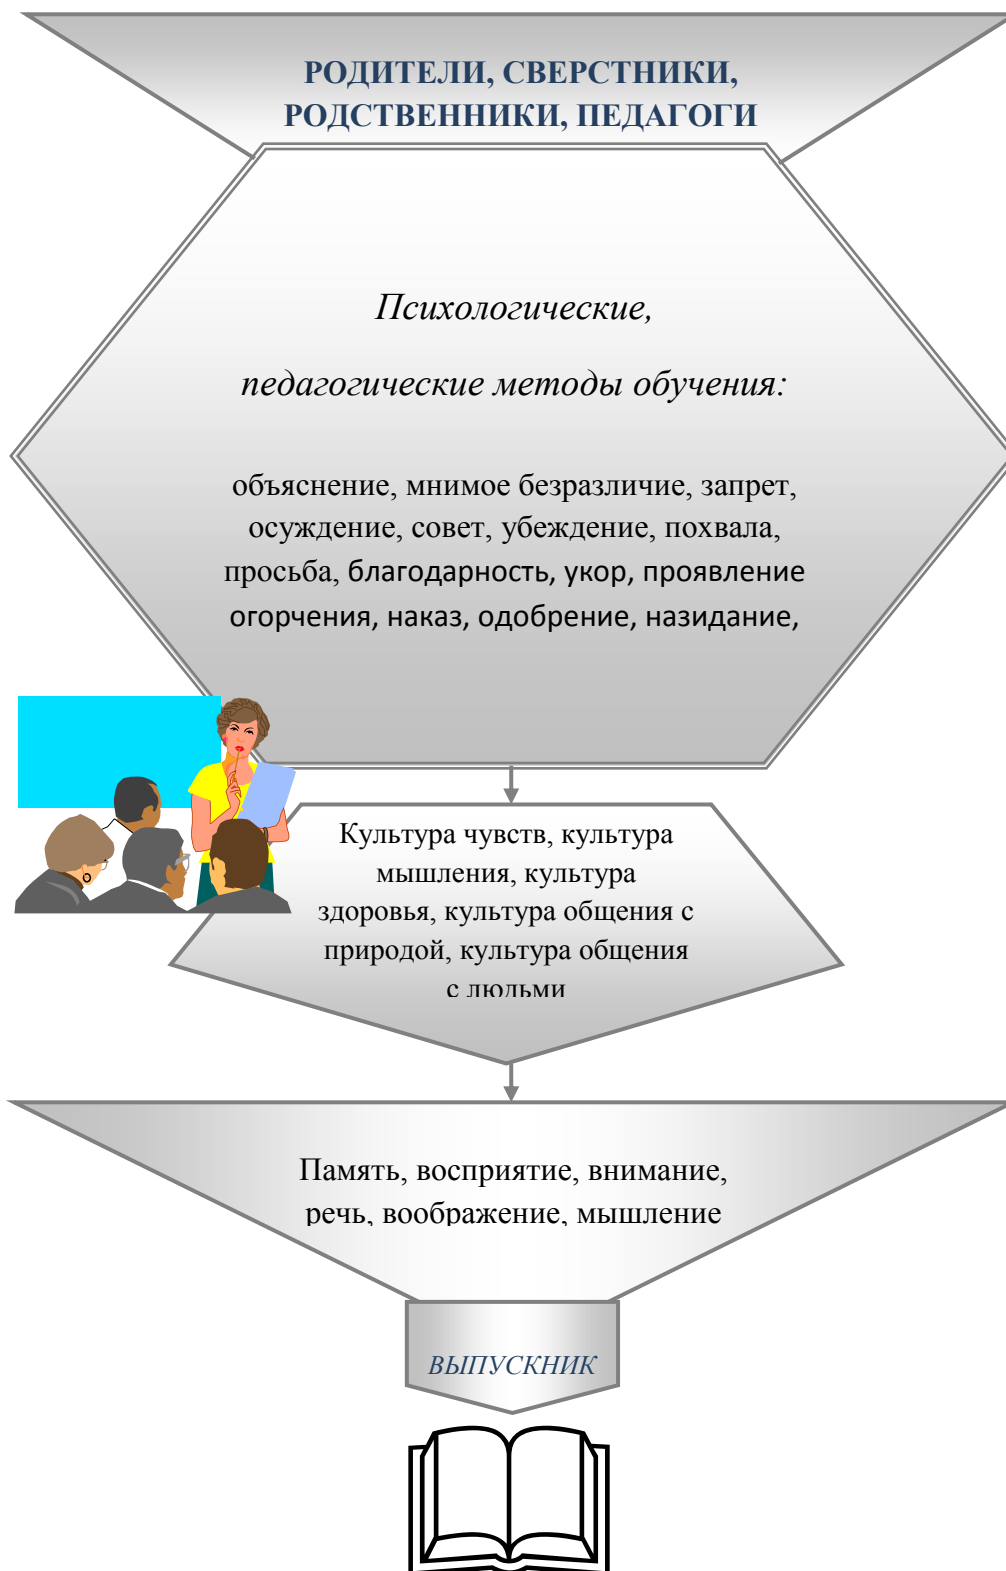 РОДИТЕЛИ, СВЕРСТНИКИ,
РОДСТВЕННИКИ, ПЕДАГОГИ
Психологические,
педагогические методы обучения:
объяснение, мнимое безразличие, запрет,
осуждение, совет, убеждение, похвала,
просьба, благодарность, укор, проявление
огорчения, наказ, одобрение, назидание,
Культура чувств, культура
мышления, культура
здоровья, культура общения с
природой, культура общения
с людьми
Память, восприятие, внимание,
речь, воображение, мышление
ВЫПУСКНИК